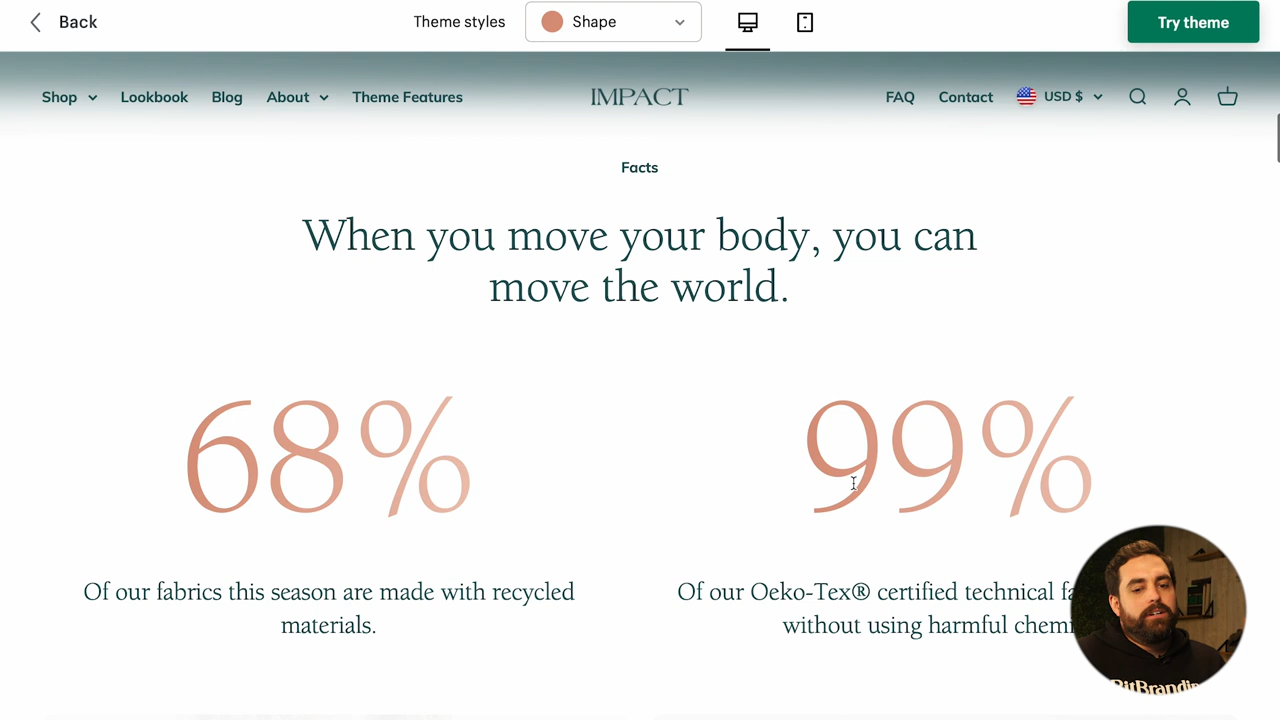 Back
Theme styles
Shape
Try theme
Shop
Lookbook
Blog
About
Theme Features
IMPACT
FAQ
Contact
USD $
Facts
When you move your body, you can
move the world.
68%
99%
Of our fabrics this season are made with recycled
materials.
Of our Oeko-Tex® certified technical
without using harmful
BitBranding